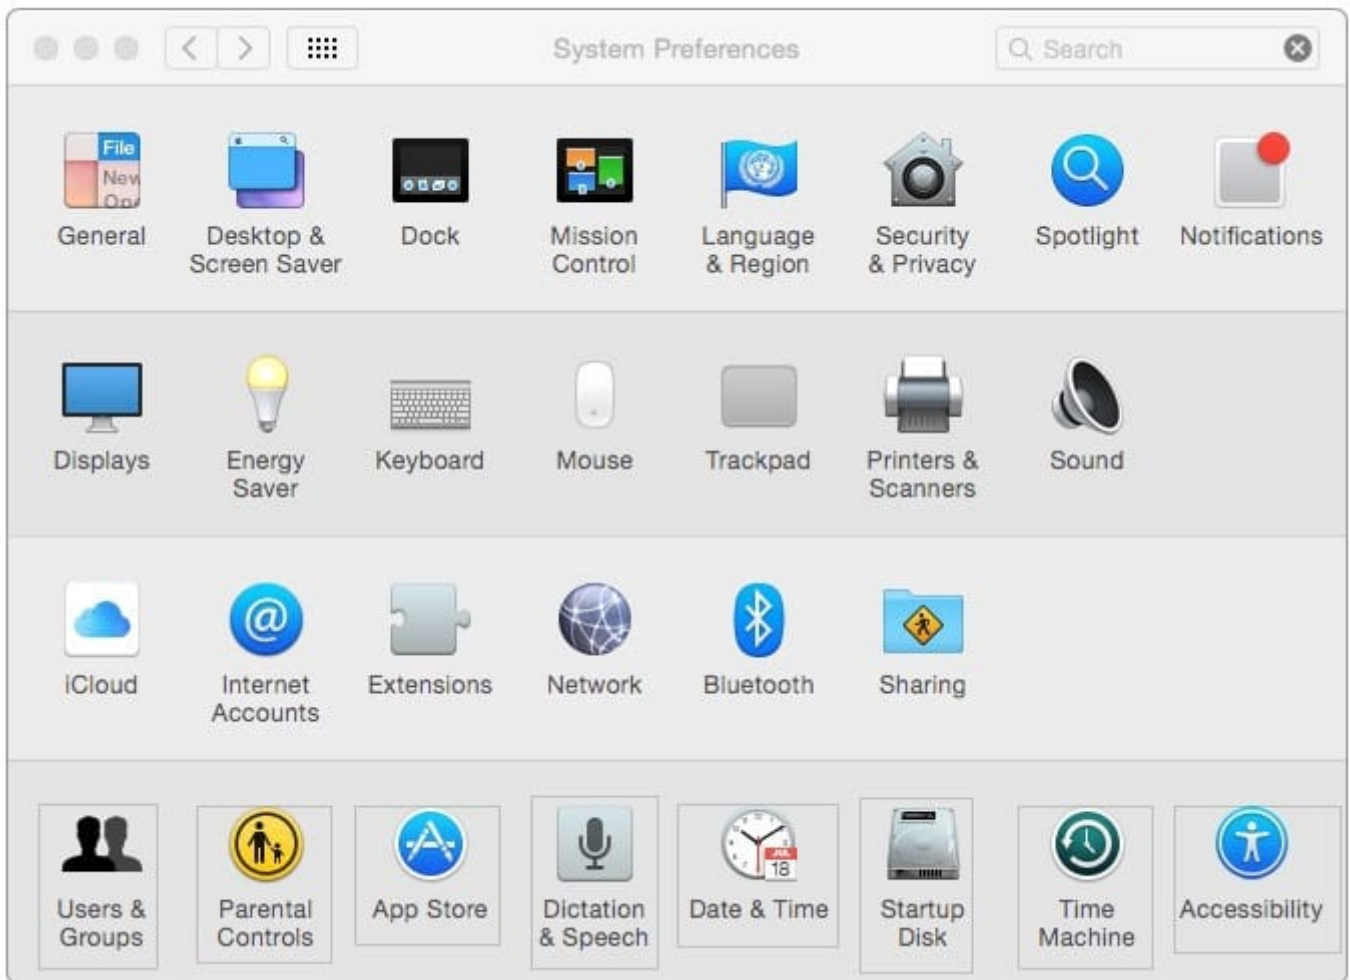 System Preferences
Search
File
New
Ope
General
Desktop &
Screen Saver
Dock
Mission
Control
Language
& Region
Security
& Privacy
Spotlight
Notifications
Displays
Energy
Saver
Keyboard
Mouse
Trackpad
Printers &
Scanners
Sound
iCloud
@
Internet
Accounts
Extensions
Network
Bluetooth
Sharing
Users &
Groups
Parental
Controls
App Store
Dictation
& Speech
JUL
18
Date & Time
Startup
Disk
Time
Machine
Accessibility